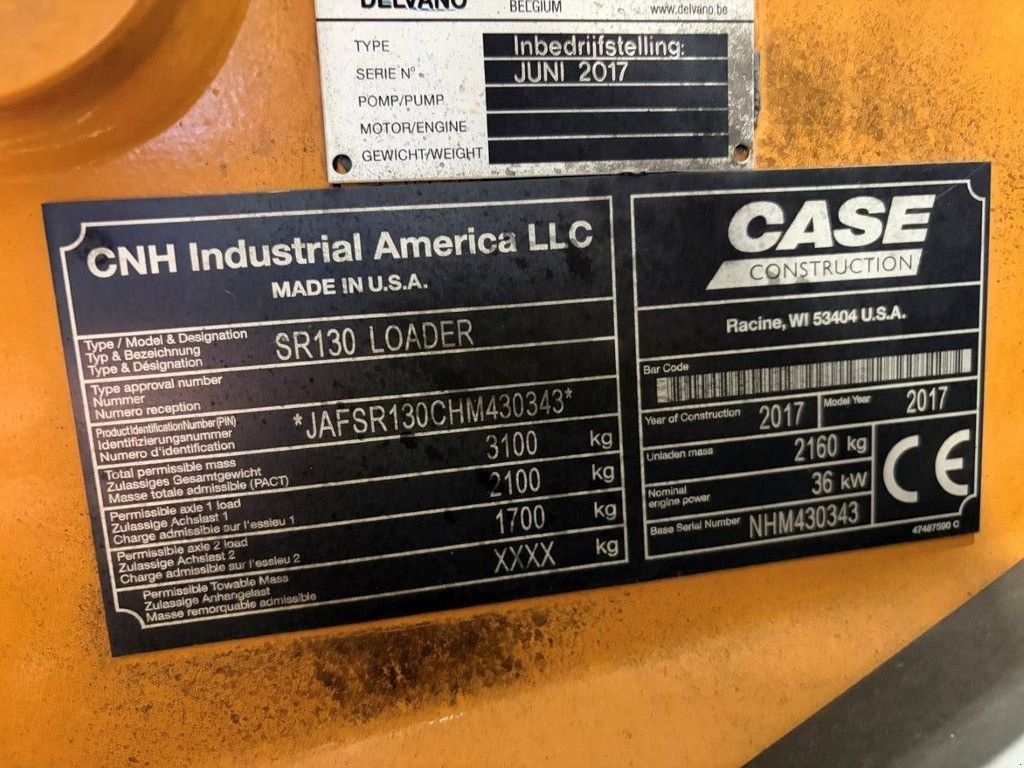 DELVANO BELGIUM www.delvano.be
TYPE Inbedrijfstelling:
SERIE N° JUNI 2017
POMP/PUMP
MOTOR/ENGINE
GEWICHT/WEIGHT
CNH Industrial America LLC
MADE IN U.S.A.
Type / Model & Designation
Typ & Bezeichnung
Type & Désignation
SR130 LOADER
Type approval number
Nummer
Numero reception
Product Identification Number (PIN)
Identifizierungsnummer
Numero d'identification
*JAFSR130CHM430343*
Total permissible mass
Zulassiges Gesamtgewicht
Masse totale admissible (PACT)
3100 kg
Permissible axle 1 load
Zulassige Achslast 1
Charge admissible sur l'essieu 1
2100 kg
Permissible axle 2 load
Zulassige Achslast 2
Charge admissible sur l'essieu 2
1700 kg
Permissible Towable Mass
Zulassige Anhangelast
Masse remorquable admissible
XXXX kg
CASE
CONSTRUCTION
Racine, WI 53404 U.S.A.
Bar Code
Year of Construction 2017 Model Year 2017
Unladen mass 2160 kg
Nominal
engine power
36 kW
Base Serial Number NHM430343
CE
47487590 C